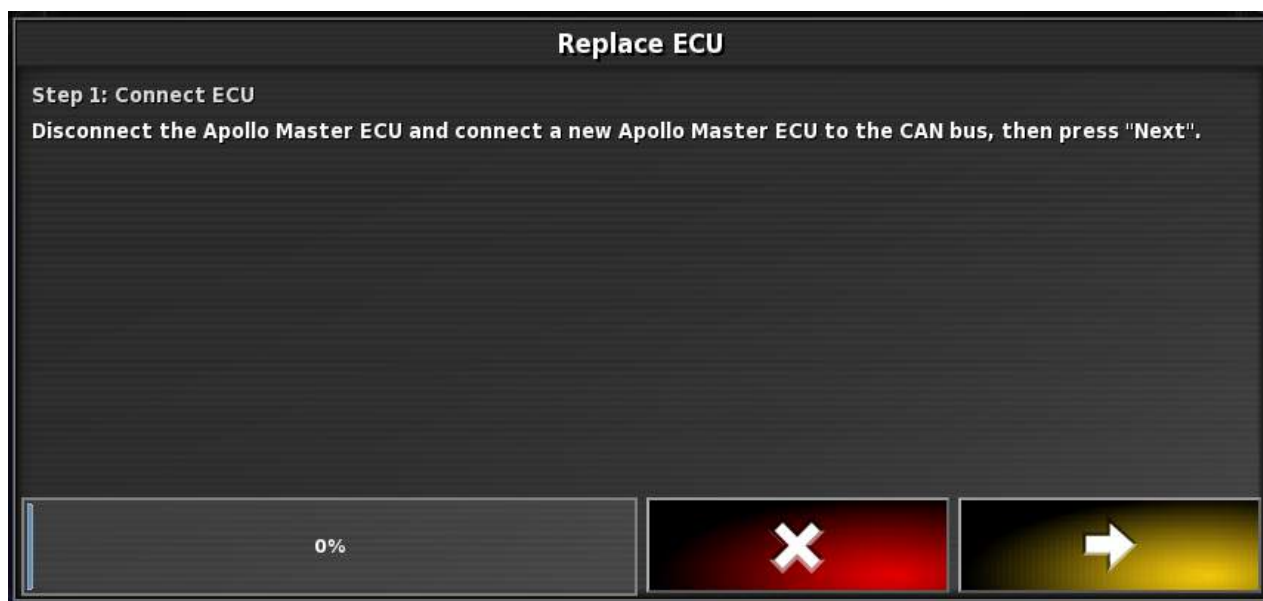 Replace ECU
Step 1: Connect ECU
Disconnect the Apollo Master ECU and connect a new Apollo Master ECU to the CAN bus, then press "Next".
0%